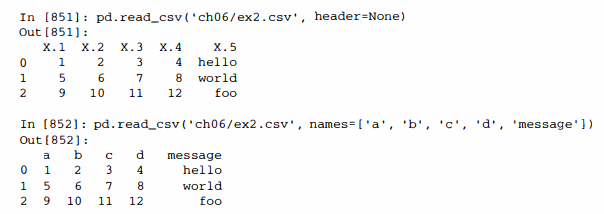 In [851]: pd.read_csv('ch06/ex2.csv', header=None)
Out[851]:
X.1 X.2 X.3 X.4 X.5
0 1 2 3 4 hello
1 5 6 7 8 world
2 9 10 11 12 foo
In [852]: pd.read_csv('ch06/ex2.csv', names=['a', 'b', 'c', 'd', 'message'])
Out[852]:
a b c d message
0 1 2 3 4 hello
1 5 6 7 8 world
2 9 10 11 12 foo